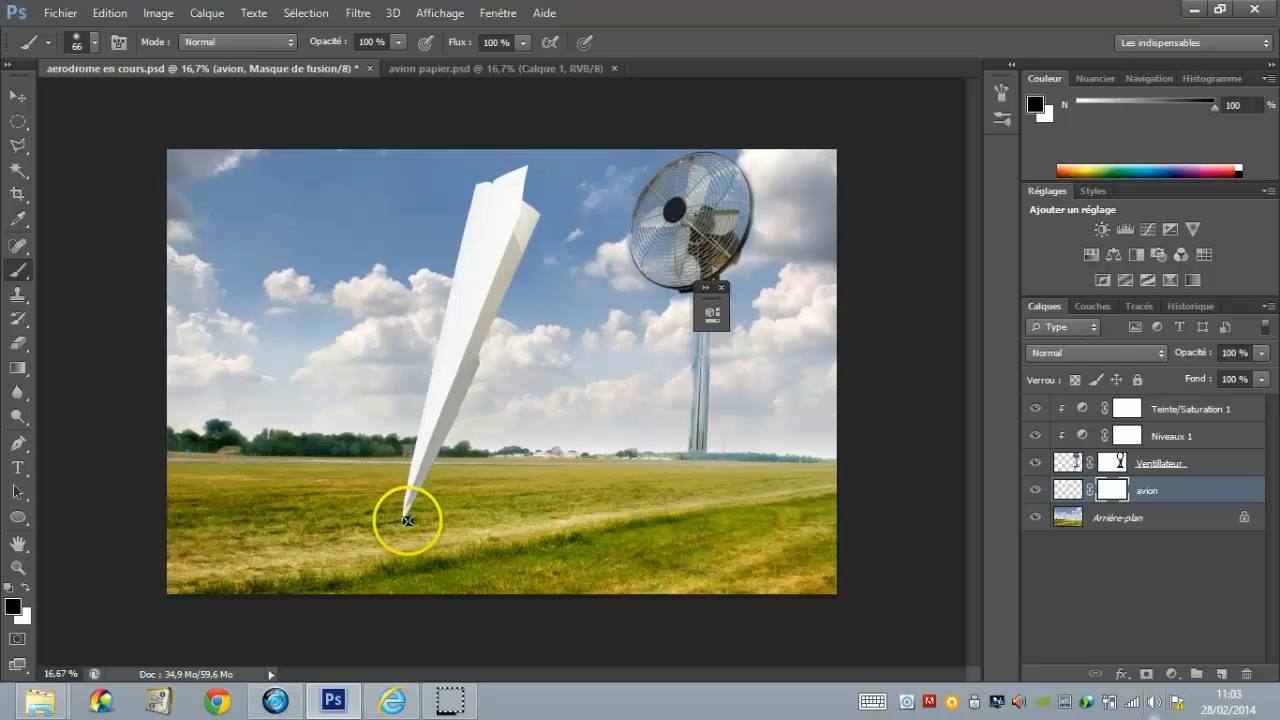 Ps Fichier Edition Image Calque Texte Sélection Filtre 3D Affichage Fenêtre Aide
66 Mode : Normal Opacité : 100 % Flux : 100 % Les indispensables
aerodrome en cours.psd @ 16,7% (avion, Masque de fusion/8) * × avion papier.psd @ 16,7% (Calque 1, RVB/8) ×
Couleur Nuancier Navigation Histogramme
N 100 %
Réglages Styles
Ajouter un réglage
Calques Couches Tracés Historique
Type
Normal Opacité : 100 %
Verrou : Fond : 100 %
Teinte/Saturation 1
Niveaux 1
Ventilateur
avion
Arrière-plan
16,67 % Doc : 34,9 Mo/59,6 Mo
Ps
11:03
28/02/2014